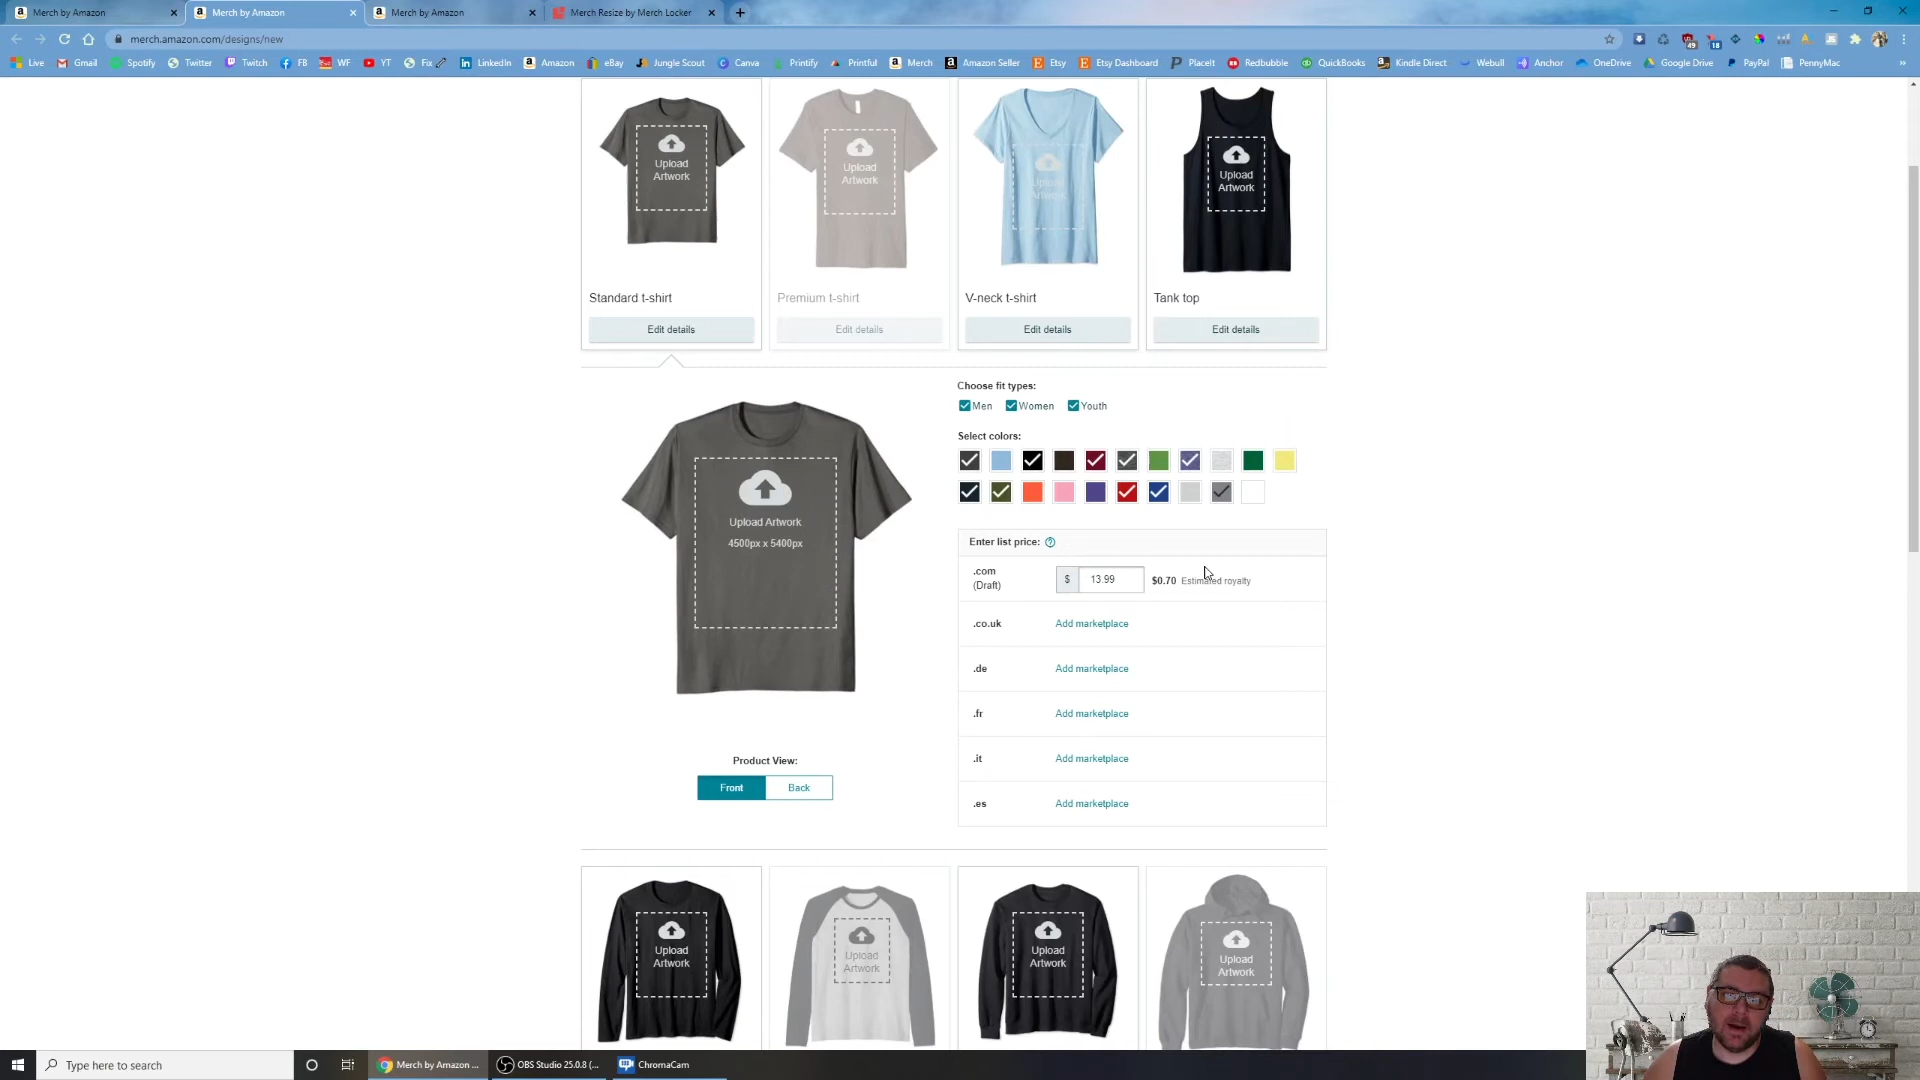 Merch by Amazon
Merch by Amazon
Merch by Amazon
Merch Resize by Merch Locker
merch.amazon.com/designs/new
49
18
Live
Gmail
Spotify
Twitter
Twitch
FB
WF
YT
Fix
LinkedIn
Amazon
eBay
Jungle Scout
Canva
Printify
Printful
Merch
Amazon Seller
Etsy
Etsy Dashboard
PlaceIt
Redbubble
QuickBooks
Kindle Direct
Webull
Anchor
OneDrive
Google Drive
PayPal
PennyMac
Upload
Artwork
Upload
Artwork
Upload
Artwork
Upload
Artwork
Standard t-shirt
Premium t-shirt
V-neck t-shirt
Tank top
Edit details
Edit details
Edit details
Edit details
Choose fit types:
Men
Women
Youth
Select colors:
Upload Artwork
4500px x 5400px
Enter list price:
.com
(Draft)
$
13.99
$0.70 Estimated royalty
.co.uk
Add marketplace
.de
Add marketplace
.fr
Add marketplace
.it
Add marketplace
.es
Add marketplace
Product View:
Front
Back
Upload
Artwork
Upload
Artwork
Upload
Artwork
Upload
Artwork
Type here to search
Merch by Amazon ...
OBS Studio 25.0.8 (...
ChromaCam